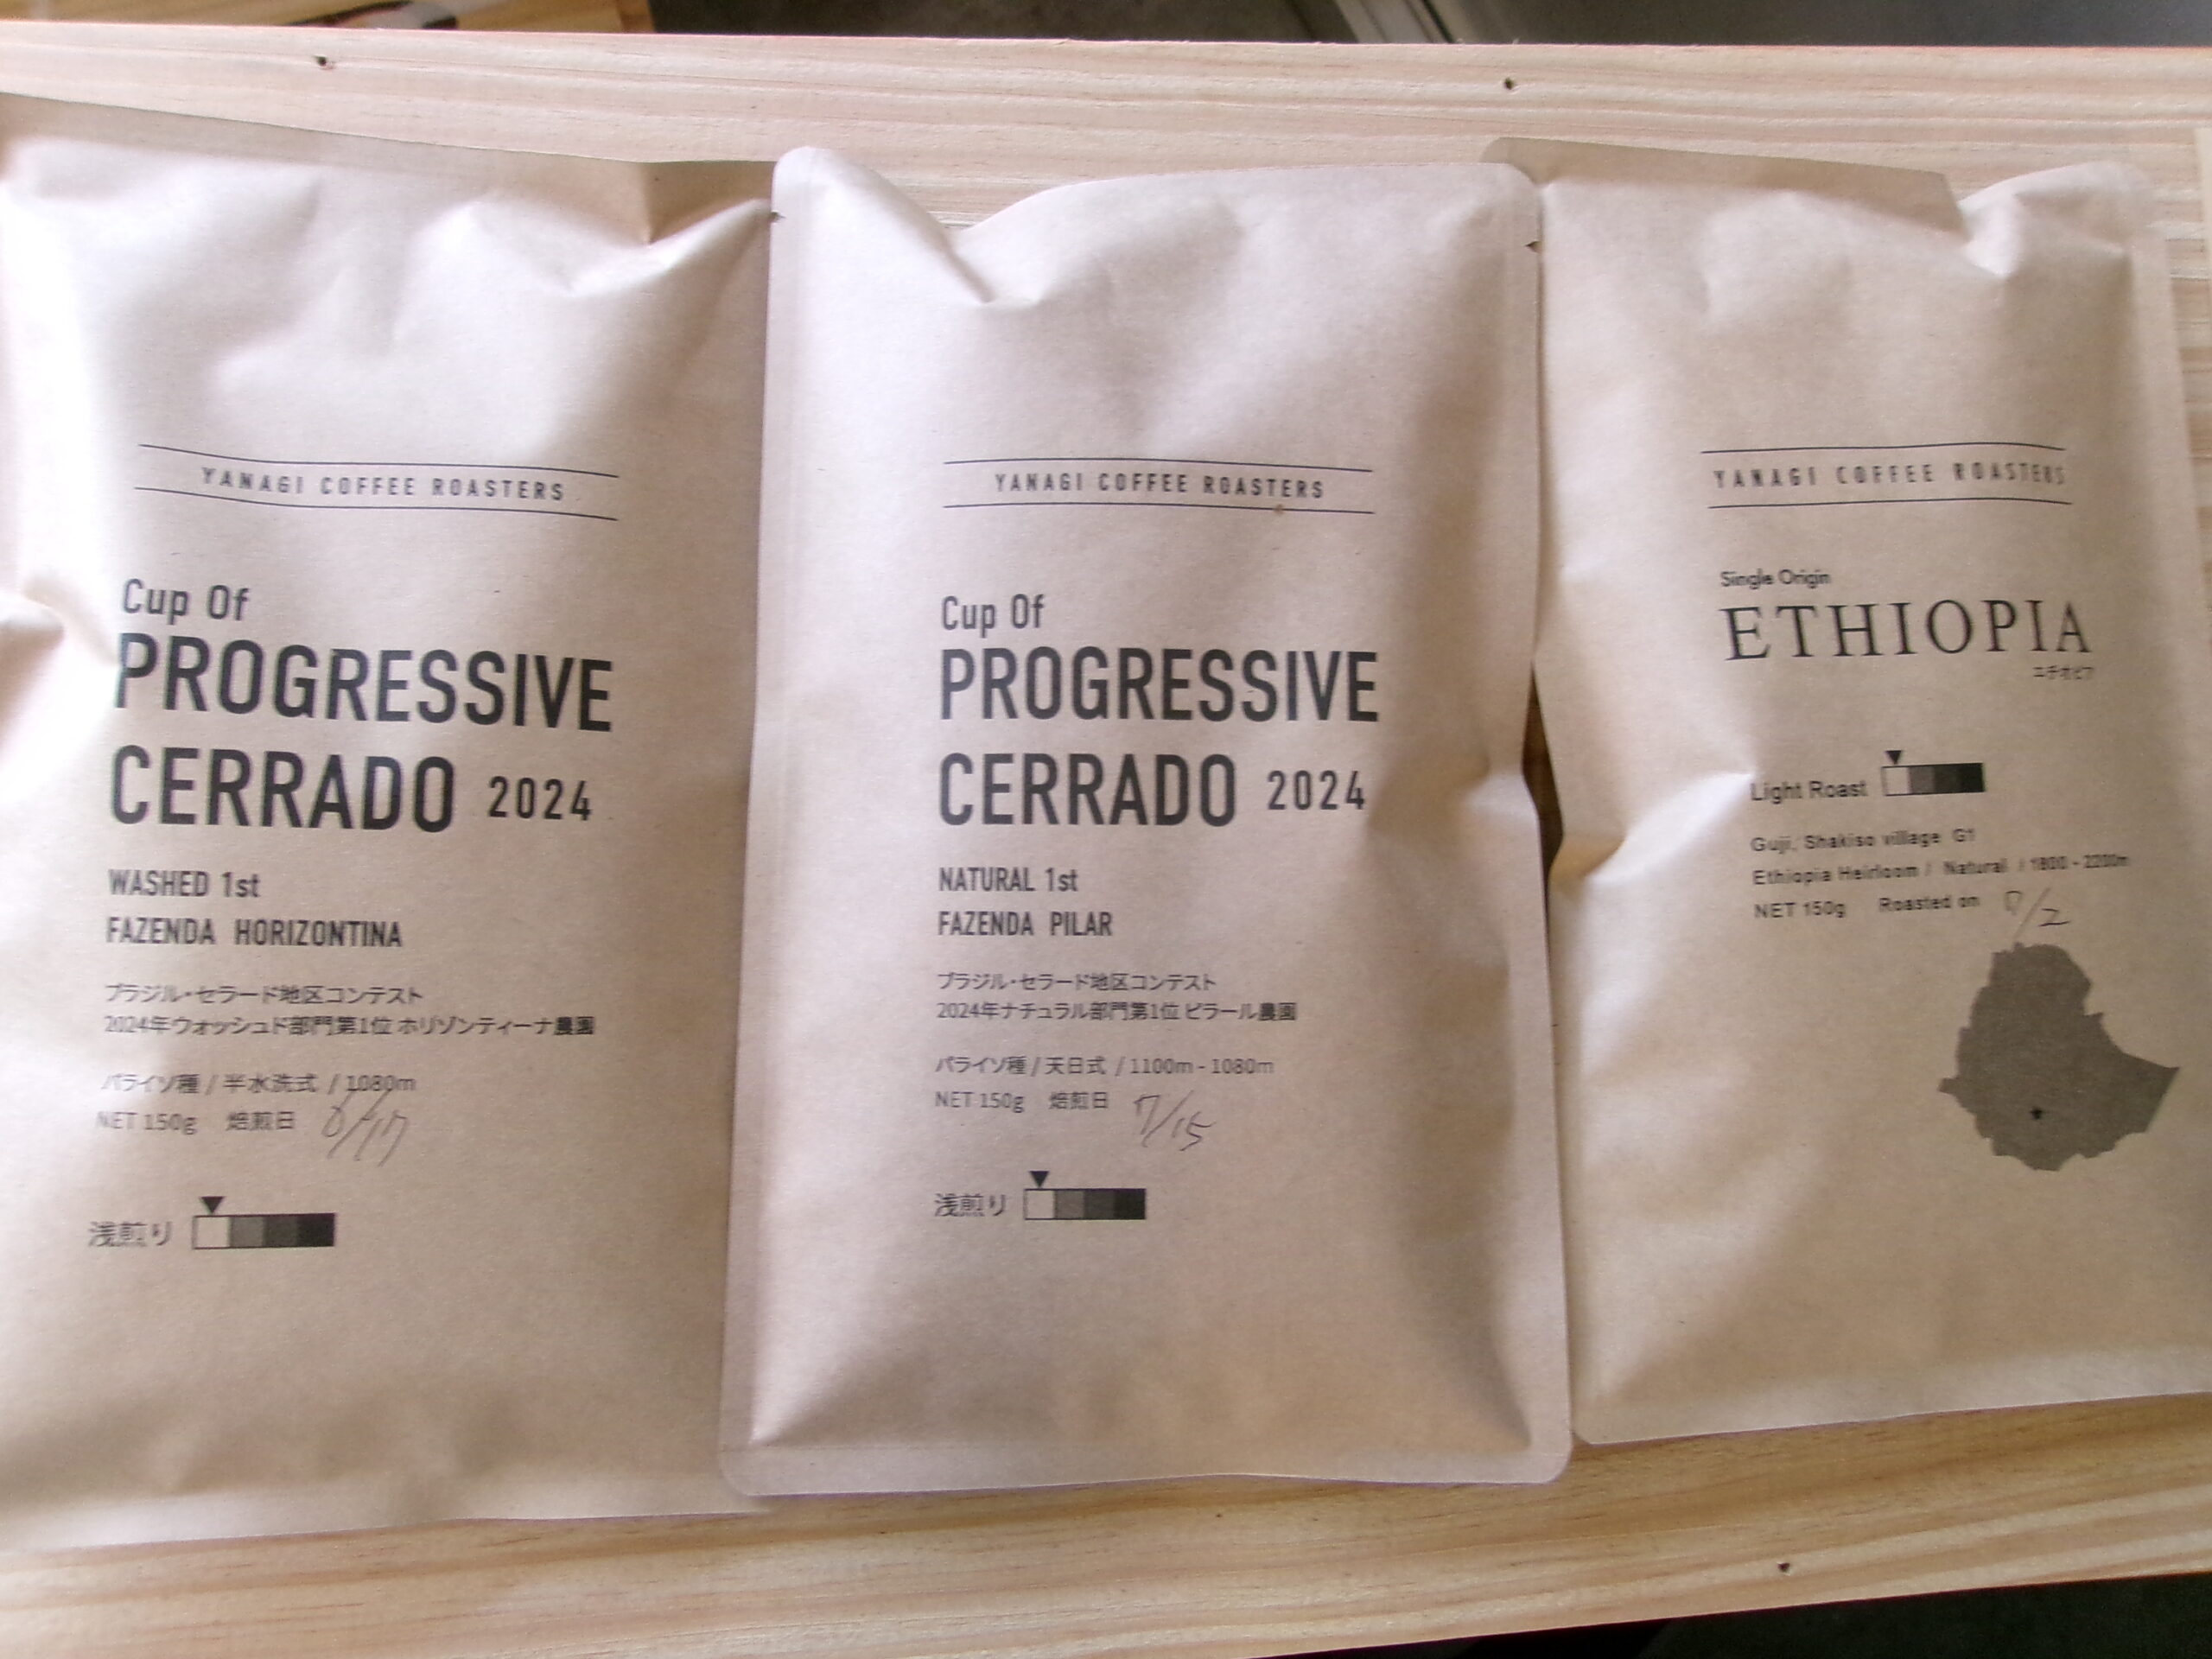 YANAGI COFFEE ROASTERS
Cup Of
PROGRESSIVE
CERRADO 2024
WASHED 1st
FAZENDA HORIZONTINA
ブラジル・セラード地区コンテスト
2024年ウォッシュド部門第1位 ホリゾンティーナ農園
パライソ種 / 半水洗式 / 1080m
NET 150g 焙煎日
浅煎り
YANAGI COFFEE ROASTERS
Cup Of
PROGRESSIVE
CERRADO 2024
NATURAL 1st
FAZENDA PILAR
ブラジル・セラード地区コンテスト
2024年ナチュラル部門第1位 ピラール農園
パライソ種 / 天日式 / 1100m - 1080m
NET 150g 焙煎日 7/15
浅煎り
YANAGI COFFEE ROASTERS
Single Origin
ETHIOPIA
エチオピア
Light Roast
Guji, Shakiso village G1
Ethiopia Heirloom / Natural / 1800 - 2200m
NET 150g Roasted on 7/2